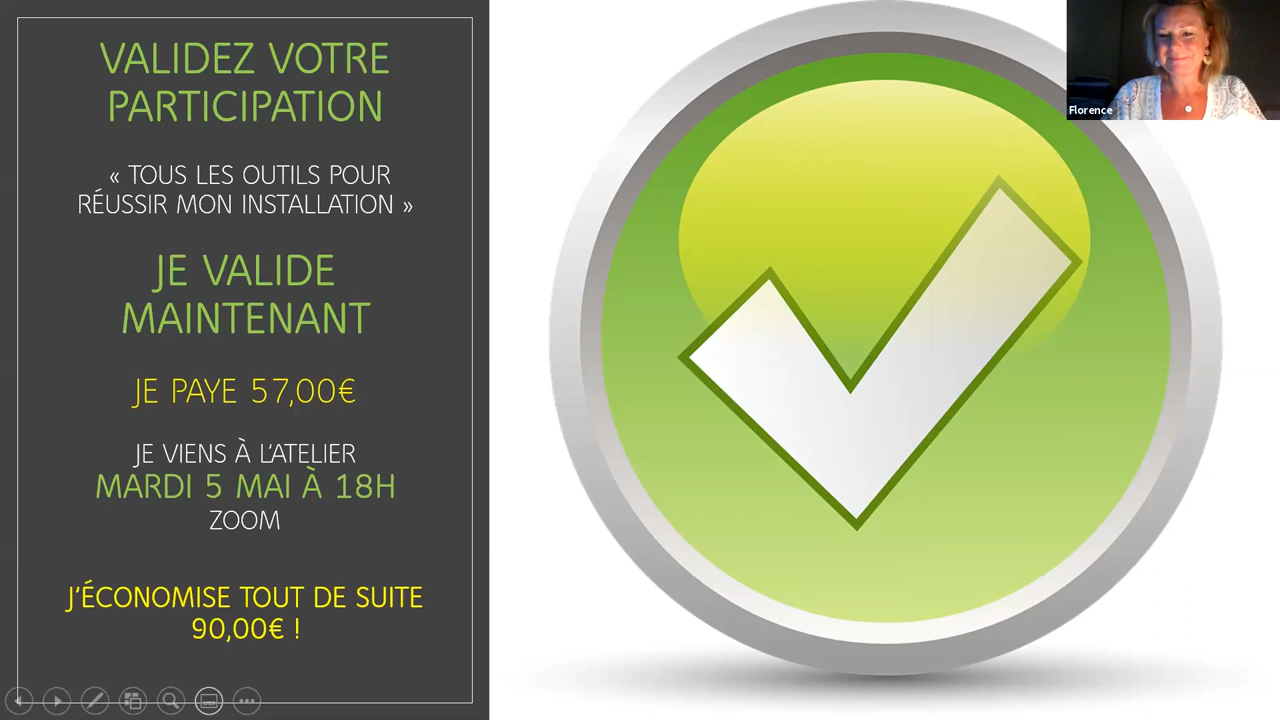 VALIDEZ VOTRE
PARTICIPATION
« TOUS LES OUTILS POUR
RÉUSSIR MON INSTALLATION »
JE VALIDE
MAINTENANT
JE PAYE 57,00€
JE VIENS À L'ATELIER
MARDI 5 MAI À 18H
ZOOM
J'ÉCONOMISE TOUT DE SUITE
90,00€ !
Florence